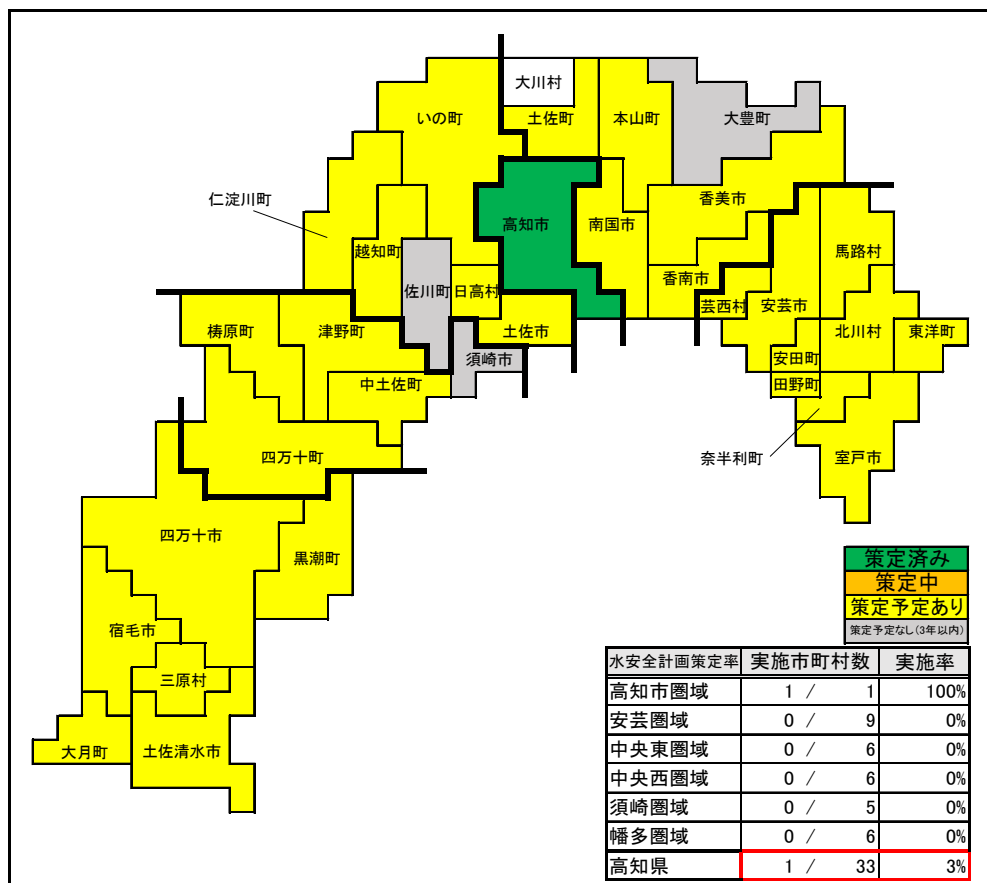 大川村
いの町
土佐町
本山町
大豊町
仁淀川町
高知市
南国市
香美市
越知町
馬路村
佐川町
日高村
香南市
芸西村
安芸市
梼原町
津野町
土佐市
北川村
東洋町
須崎市
安田町
中土佐町
田野町
四万十町
奈半利町
室戸市
四万十市
黒潮町
宿毛市
三原村
大月町
土佐清水市
策定済み
策定中
策定予定あり
策定予定なし(3年以内)
水安全計画策定率 実施市町村数 実施率
高知市圏域 1 / 1 100%
安芸圏域 0 / 9 0%
中央東圏域 0 / 6 0%
中央西圏域 0 / 6 0%
須崎圏域 0 / 5 0%
幡多圏域 0 / 6 0%
高知県 1 / 33 3%